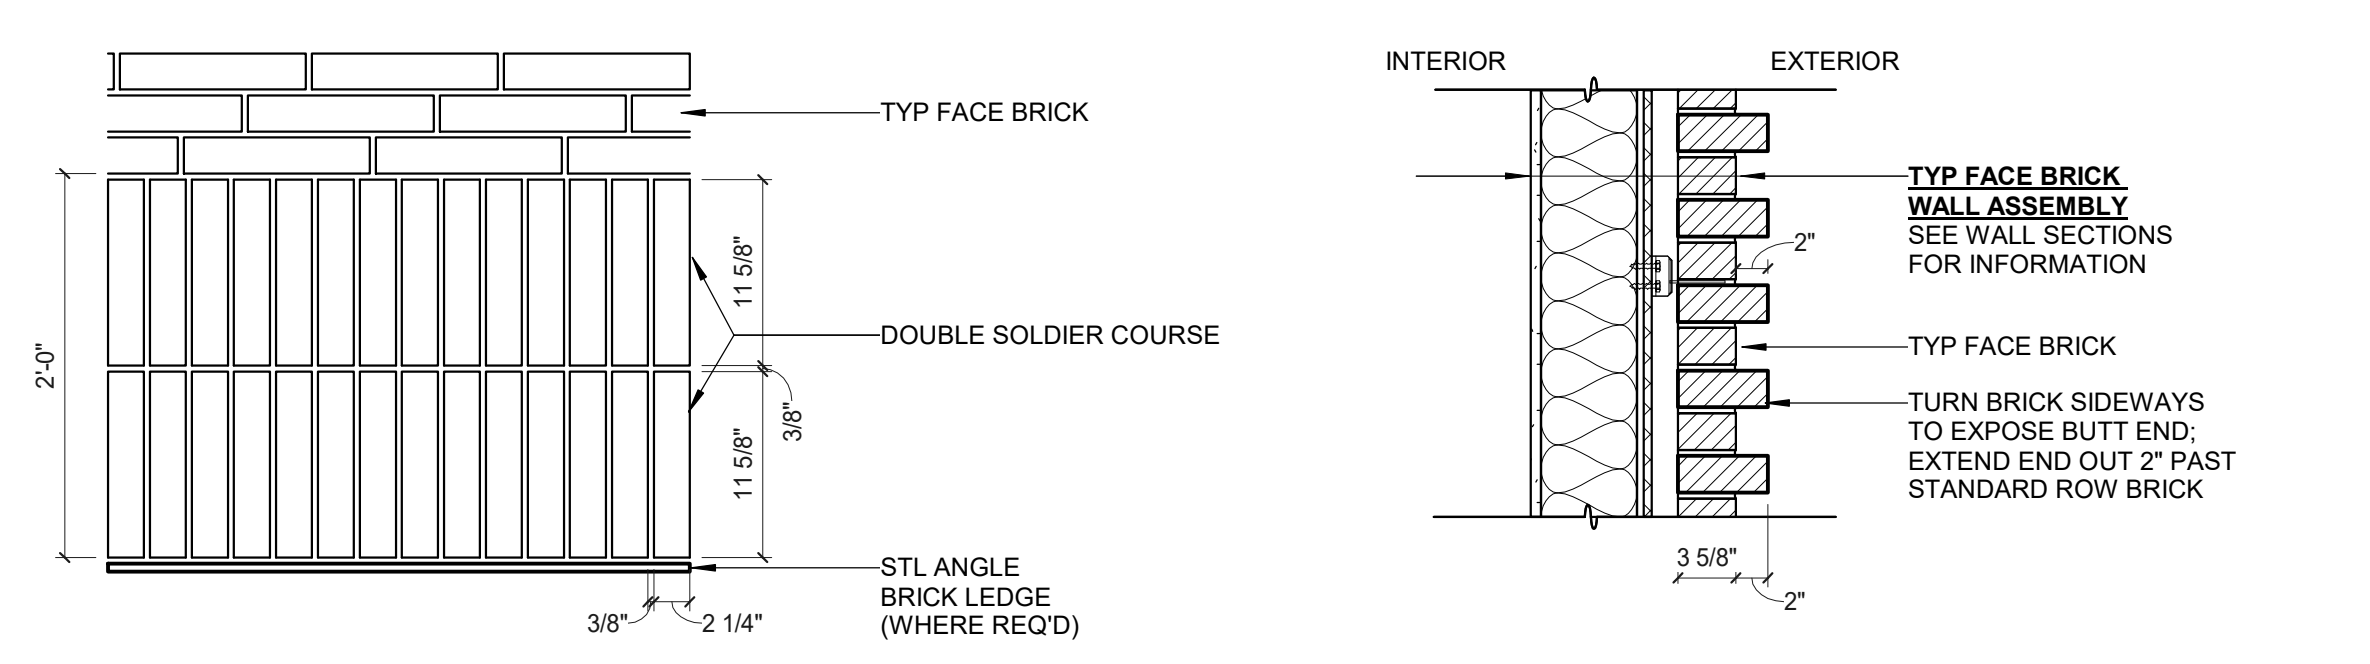 TYP FACE BRICK
2'-0"
11 5/8"
DOUBLE SOLDIER COURSE
3/8"
11 5/8"
STL ANGLE
BRICK LEDGE
(WHERE REQ'D)
3/8"
2 1/4"
INTERIOR
EXTERIOR
TYP FACE BRICK
WALL ASSEMBLY
SEE WALL SECTIONS
FOR INFORMATION
2"
TYP FACE BRICK
TURN BRICK SIDEWAYS
TO EXPOSE BUTT END;
EXTEND END OUT 2" PAST
STANDARD ROW BRICK
3 5/8"
2"